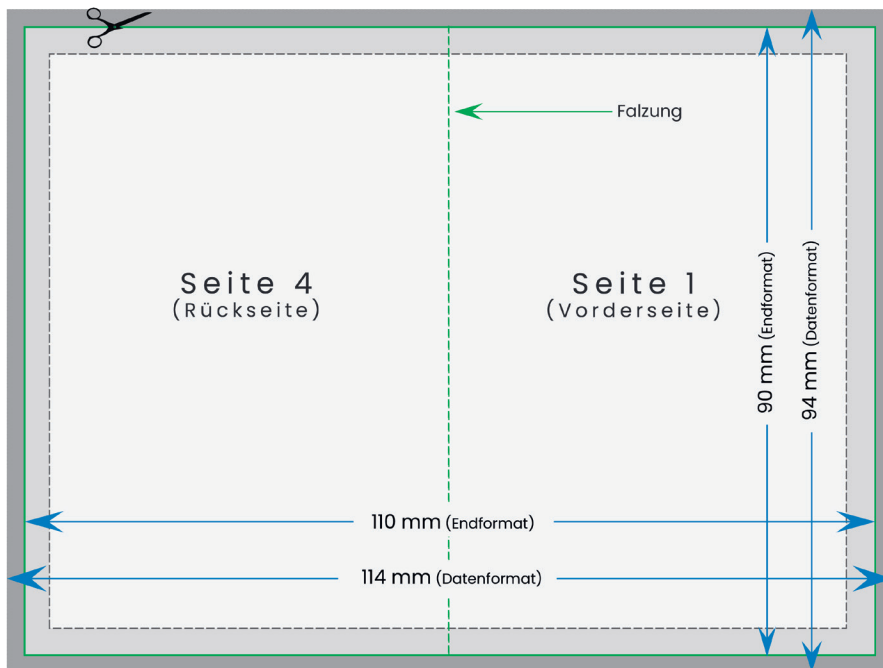 Falzung
Seite 4
(Rückseite)
Seite 1
(Vorderseite)
90 mm (Endformat)
94 mm (Datenformat)
110 mm (Endformat)
114 mm (Datenformat)